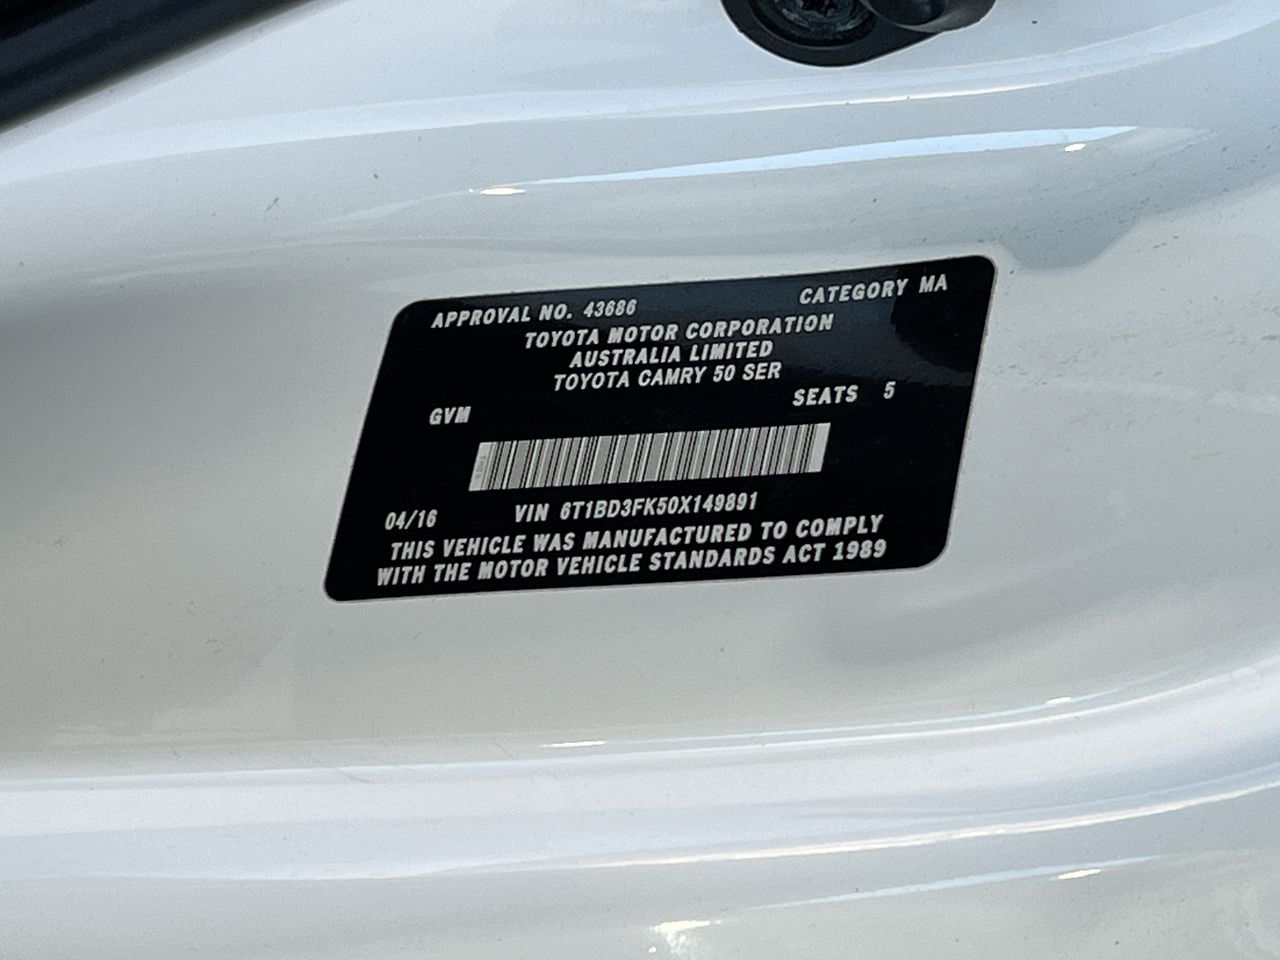 APPROVAL NO. 43686 CATEGORY MA
TOYOTA MOTOR CORPORATION
AUSTRALIA LIMITED
TOYOTA CAMRY 50 SER
GVM SEATS 5
04/16 VIN 6T1BD3FK50X149891
THIS VEHICLE WAS MANUFACTURED TO COMPLY
WITH THE MOTOR VEHICLE STANDARDS ACT 1989